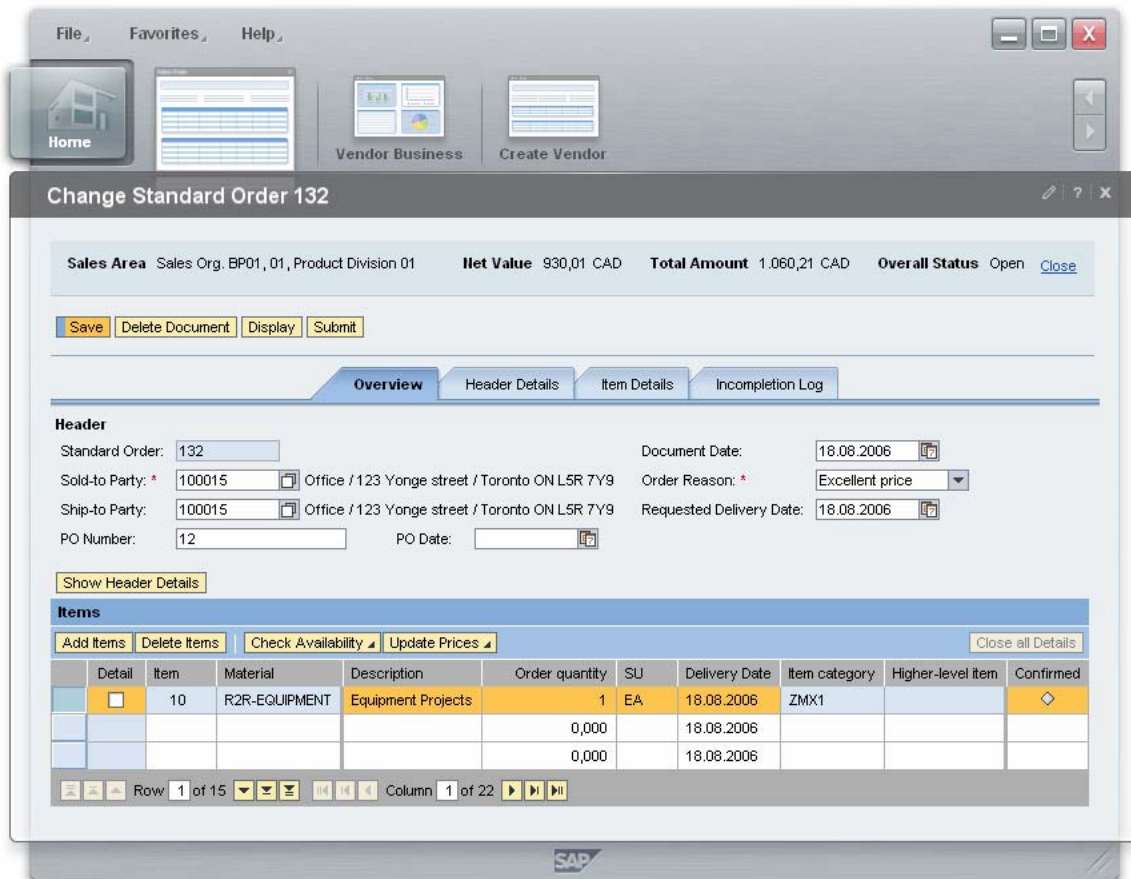 File Favorites Help
X
Home
Vendor Business Create Vendor
Change Standard Order 132 ? X
Sales Area Sales Org. BP01, 01, Product Division 01 Net Value 930,01 CAD Total Amount 1.060,21 CAD Overall Status Open Close
Save Delete Document Display Submit
Overview Header Details Item Details Incompletion Log
Header
Standard Order: 132 Document Date: 18.08.2006
Sold-to Party: * 100015 Office / 123 Yonge street / Toronto ON L5R 7Y9 Order Reason: * Excellent price
Ship-to Party: 100015 Office / 123 Yonge street / Toronto ON L5R 7Y9 Requested Delivery Date: 18.08.2006
PO Number: 12 PO Date:
Show Header Details
Items
Add Items Delete Items Check Availability Update Prices Close all Details
Detail Item Material Description Order quantity SU Delivery Date Item category Higher-level item Confirmed
10 R2R-EQUIPMENT Equipment Projects 1 EA 18.08.2006 ZMX1
0,000 18.08.2006
0,000 18.08.2006
Row 1 of 15 Column 1 of 22
SAP